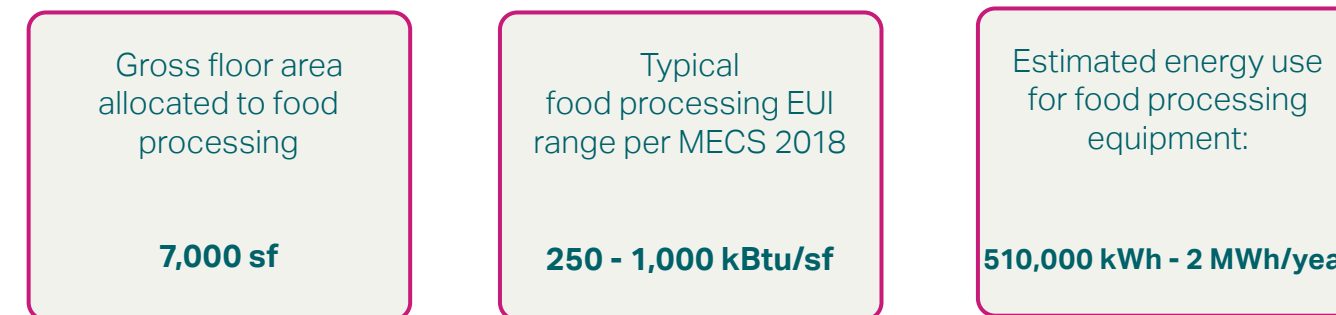 Gross floor area
allocated to food
processing
7,000 sf
Typical
food processing EUI
range per MECS 2018
250 - 1,000 kBtu/sf
Estimated energy use
for food processing
equipment:
510,000 kWh - 2 MWh/yea